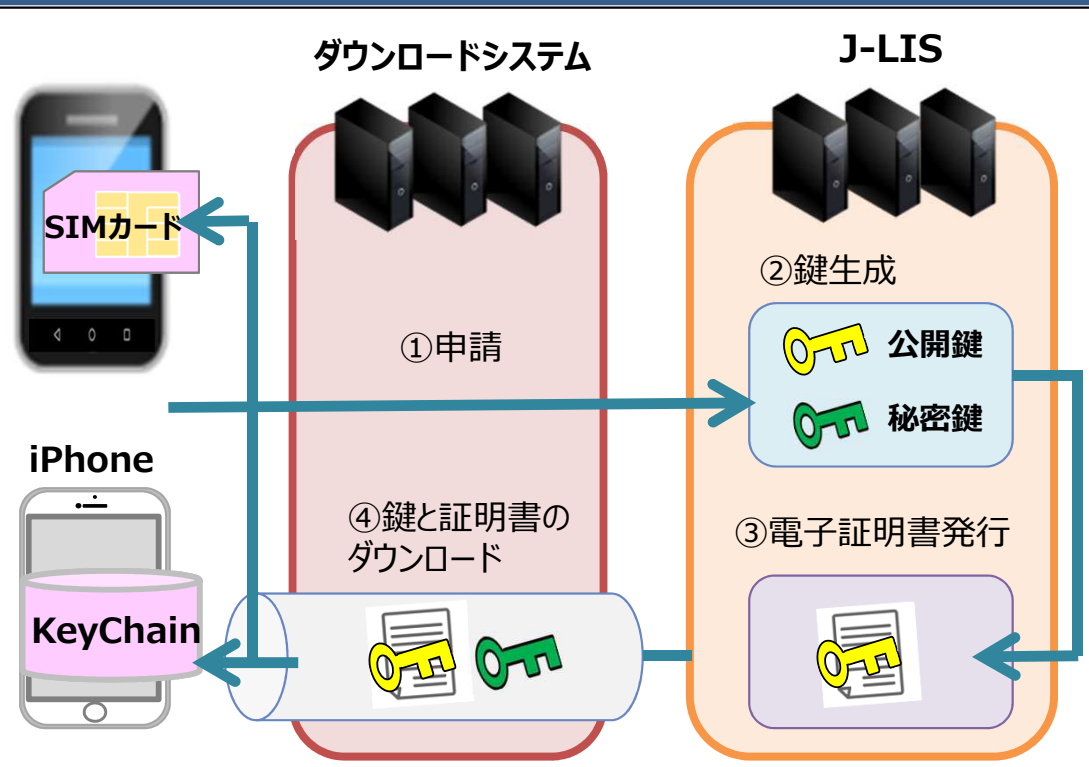 ダウンロードシステム
J-LIS
SIMカード
②鍵生成
①申請
公開鍵
秘密鍵
iPhone
④鍵と証明書の
ダウンロード
③電子証明書発行
KeyChain